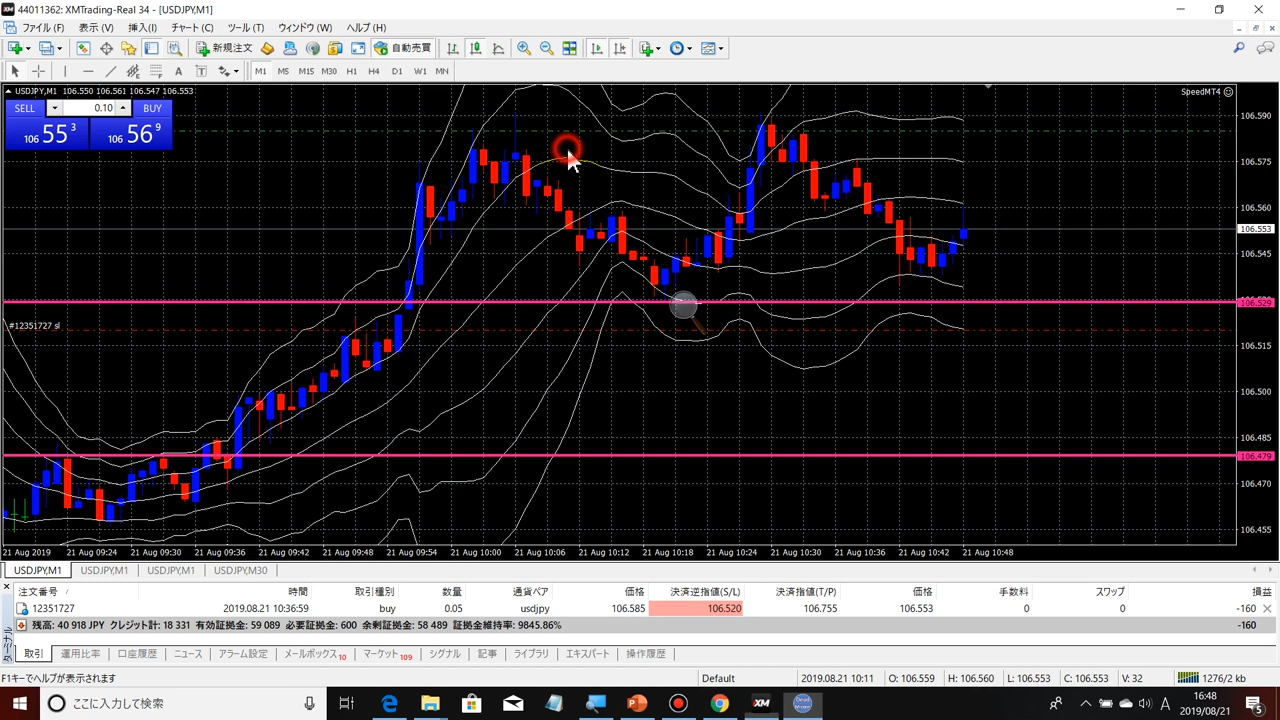 44011362: XMTrading-Real 34 - [USDJPY,M1]
ファイル (F) 表示 (V) 挿入(I) チャート (C) ツール (T) ウィンドウ (W) ヘルプ (H)
新規注文 自動売買
A T M1 M5 M15 M30 H1 H4 D1 W1 MN
USDJPY,M1 106.550 106.561 106.547 106.553
SpeedMT4
SELL 0.10 BUY
106 55 3 106 56 9
106.590
106.575
106.560
106.553
106.545
106.529
#12351727 sl
106.515
106.500
106.485
106.479
106.470
106.455
21 Aug 2019 21 Aug 09:24 21 Aug 09:30 21 Aug 09:36 21 Aug 09:42 21 Aug 09:48 21 Aug 09:54 21 Aug 10:00 21 Aug 10:06 21 Aug 10:12 21 Aug 10:18 21 Aug 10:24 21 Aug 10:30 21 Aug 10:36 21 Aug 10:42 21 Aug 10:48
USDJPY,M1 USDJPY,M1 USDJPY,M1 USDJPY,M30
注文番号 時間 取引種別 数量 通貨ペア 価格 決済逆指値(S/L) 決済指値(T/P) 価格 手数料 スワップ 損益
12351727 2019.08.21 10:36:59 buy 0.05 usdjpy 106.585 106.520 106.755 106.553 0 0 -160
残高: 40 918 JPY クレジット計: 18 331 有効証拠金: 59 089 必要証拠金: 600 余剰証拠金: 58 489 証拠金維持率: 9845.86% -160
ターミナル
取引 運用比率 口座履歴 ニュース アラーム設定 メールボックス 10 マーケット 109 シグナル 記事 ライブラリ エキスパート 操作履歴
F1キーでヘルプが表示されます Default 2019.08.21 10:11 O: 106.559 H: 106.560 L: 106.553 C: 106.553 V: 32 1276/2 kb
ここに入力して検索 XM A 16:48
2019/08/21 5